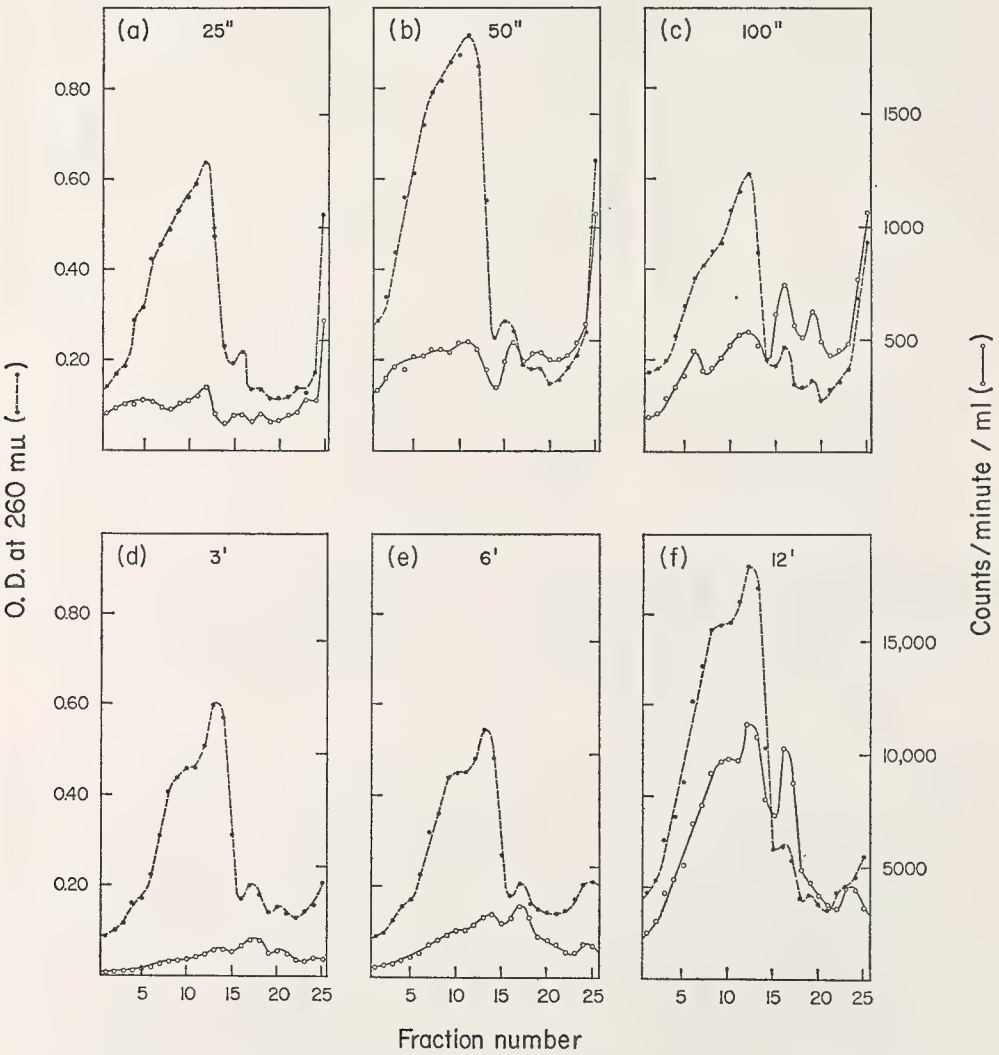 (a) 25"
(b) 50"
(c) 100"
0.80
0.60
0.40
0.20
1500
1000
500
O. D. at 260 mu (•----•)
Counts/minute/ml (o—o)
(d) 3'
(e) 6'
(f) 12'
0.80
0.60
0.40
0.20
15,000
10,000
5000
5 10 15 20 25
5 10 15 20 25
5 10 15 20 25
Fraction number